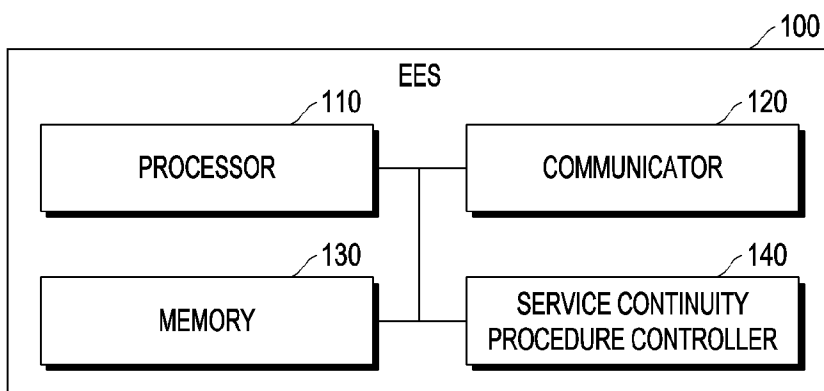 100
EES
110
PROCESSOR
120
COMMUNICATOR
130
MEMORY
140
SERVICE CONTINUITY
PROCEDURE CONTROLLER